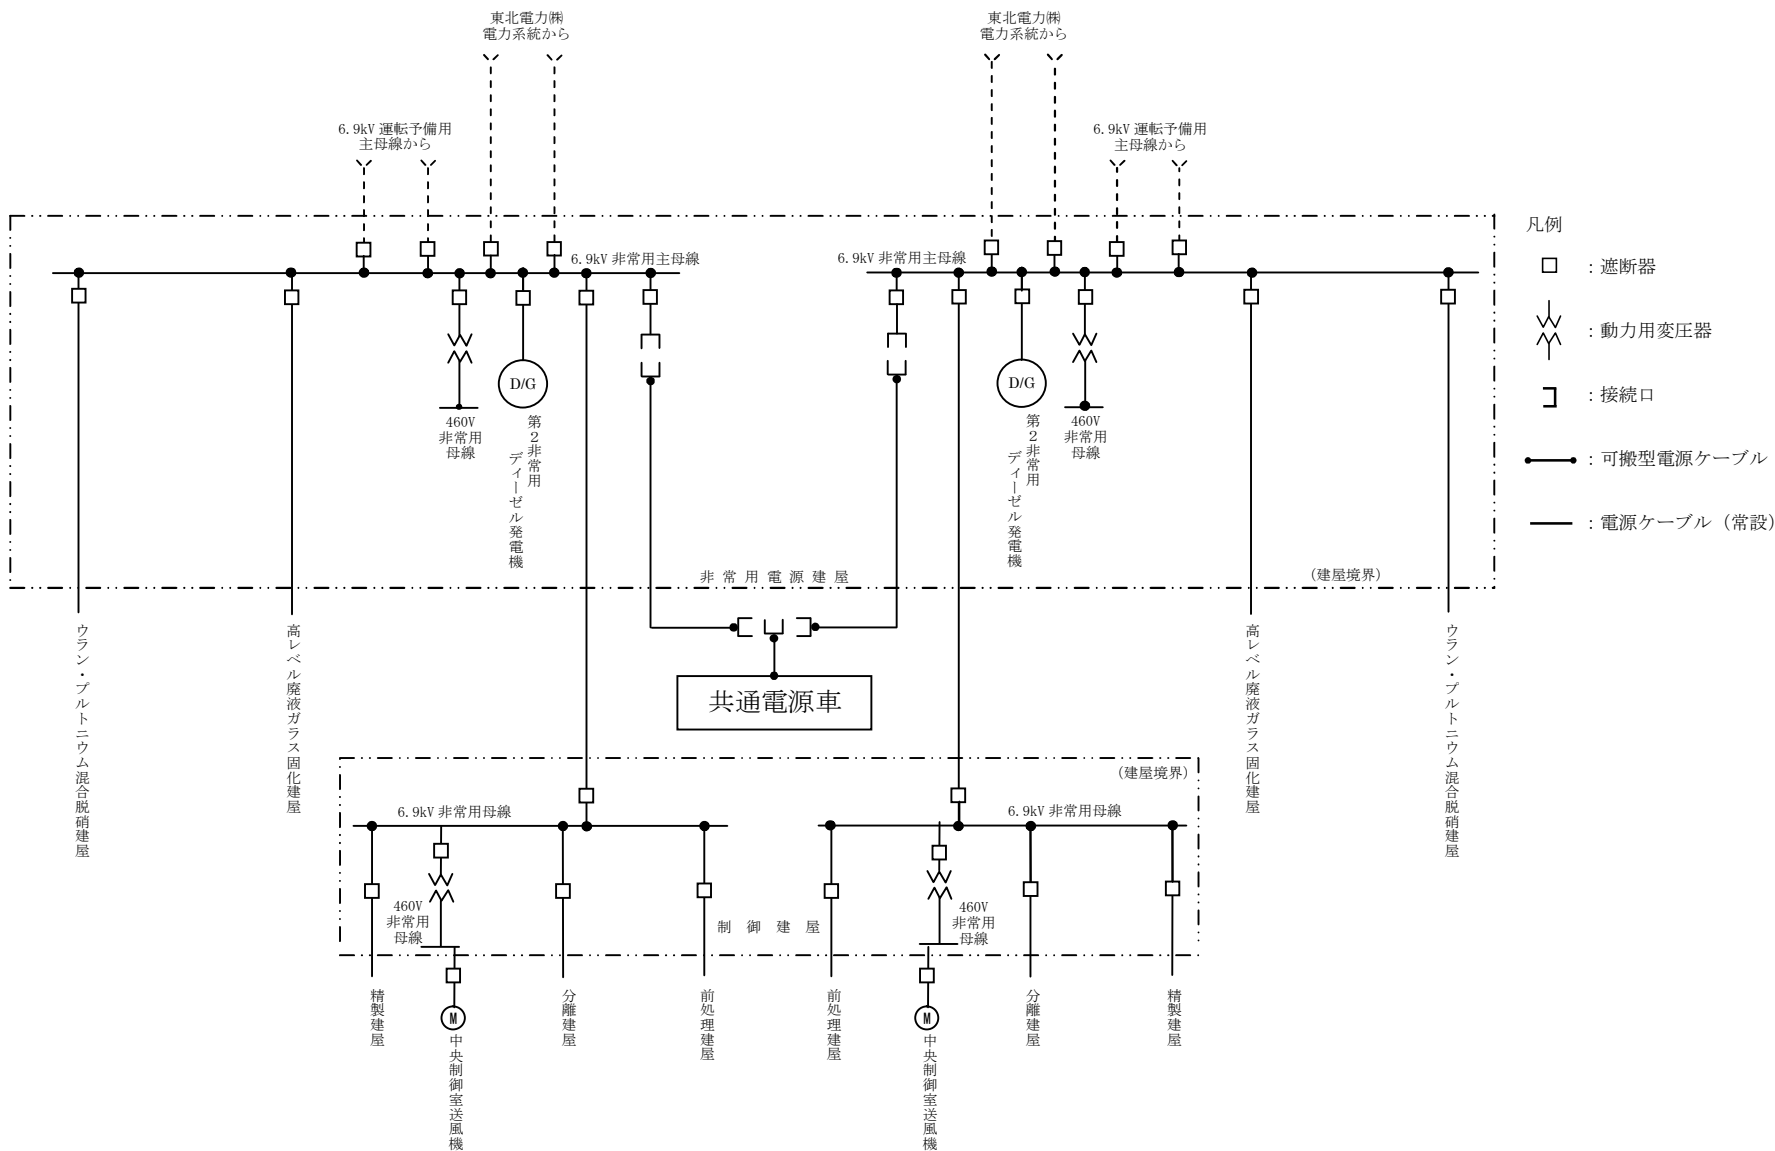 東北電力㈱
電力系統から
東北電力㈱
電力系統から
6.9kV 運転予備用
主母線から
6.9kV 運転予備用
主母線から
6.9kV 非常用主母線
6.9kV 非常用主母線
凡例
：遮断器
：動力用変圧器
：接続口
：可搬型電源ケーブル
：電源ケーブル（常設）
D/G
D/G
460V
非常用
母線
第２非常用
ディーゼル発電機
460V
非常用
母線
第２非常用
ディーゼル発電機
非常用電源建屋
（建屋境界）
ウラン・プルトニウム混合脱硝建屋
高レベル廃液ガラス固化建屋
高レベル廃液ガラス固化建屋
ウラン・プルトニウム混合脱硝建屋
共通電源車
（建屋境界）
6.9kV 非常用母線
6.9kV 非常用母線
460V
非常用
母線
制御建屋
460V
非常用
母線
精製建屋
M
中央制御室送風機
分離建屋
前処理建屋
前処理建屋
M
中央制御室送風機
分離建屋
精製建屋